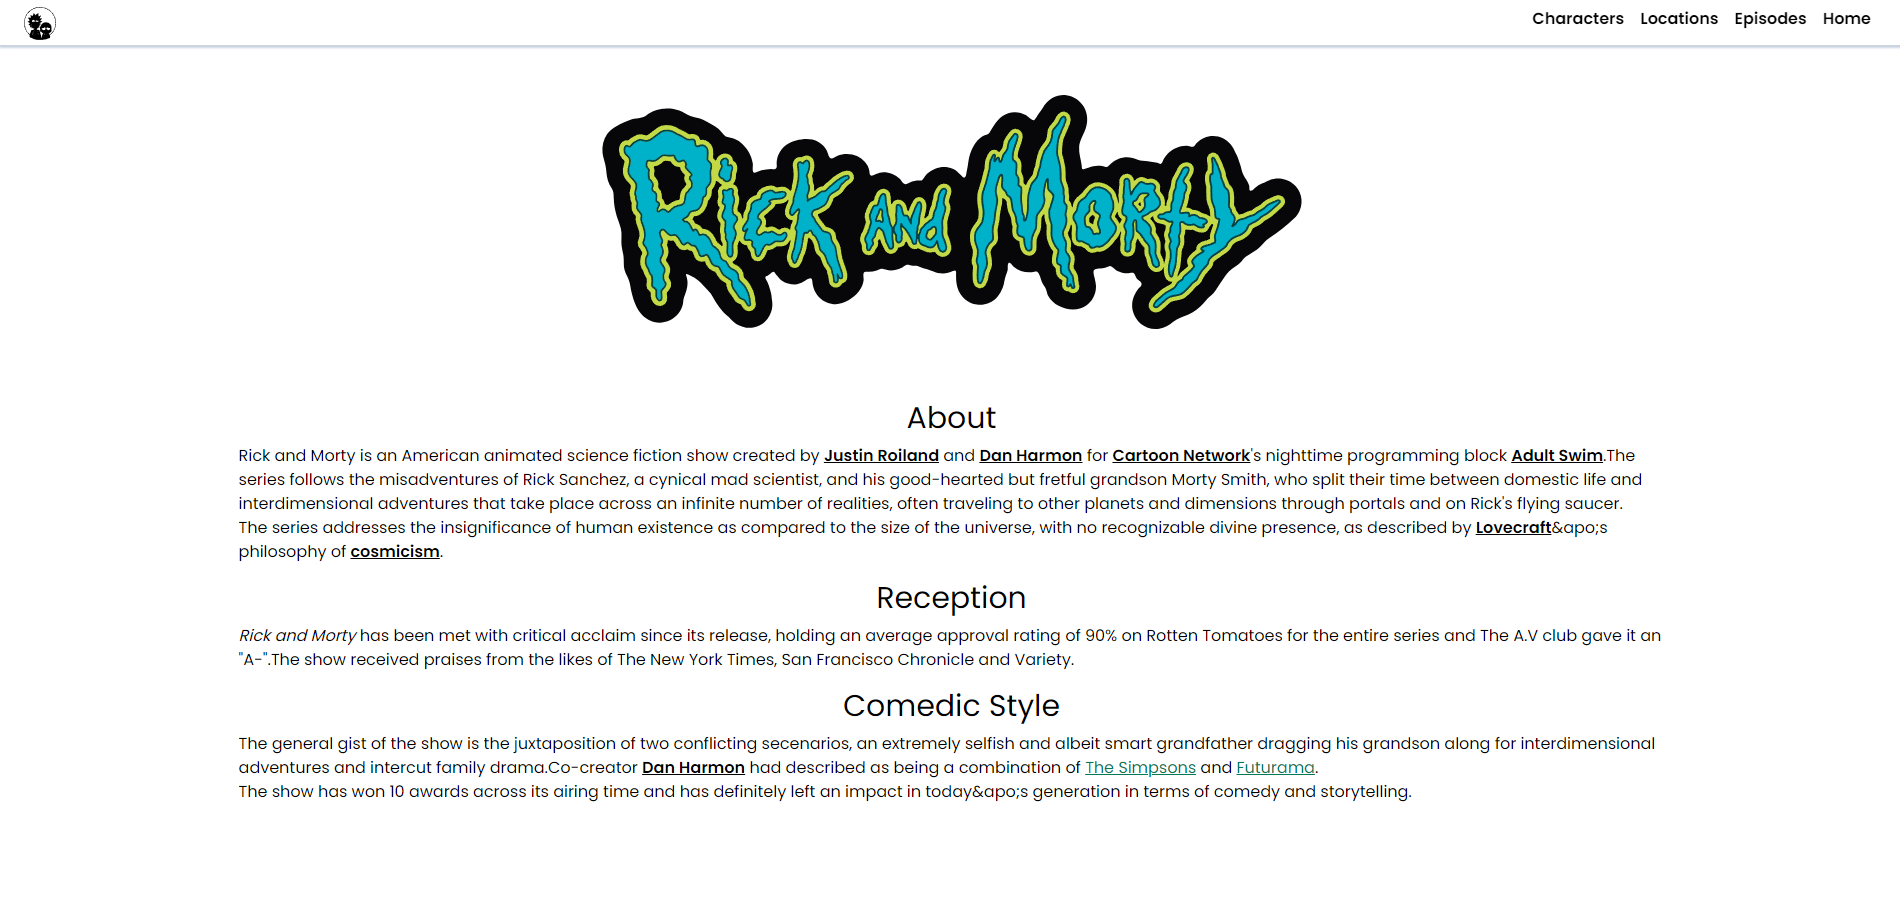 Characters Locations Episodes Home
Rick and Morty
About
Rick and Morty is an American animated science fiction show created by Justin Roiland and Dan Harmon for Cartoon Network's nighttime programming block Adult Swim.The
series follows the misadventures of Rick Sanchez, a cynical mad scientist, and his good-hearted but fretful grandson Morty Smith, who split their time between domestic life and
interdimensional adventures that take place across an infinite number of realities, often traveling to other planets and dimensions through portals and on Rick's flying saucer.
The series addresses the insignificance of human existence as compared to the size of the universe, with no recognizable divine presence, as described by Lovecraft&apo;s
philosophy of cosmicism.
Reception
Rick and Morty has been met with critical acclaim since its release, holding an average approval rating of 90% on Rotten Tomatoes for the entire series and The A.V club gave it an
"A-".The show received praises from the likes of The New York Times, San Francisco Chronicle and Variety.
Comedic Style
The general gist of the show is the juxtaposition of two conflicting secenarios, an extremely selfish and albeit smart grandfather dragging his grandson along for interdimensional
adventures and intercut family drama.Co-creator Dan Harmon had described as being a combination of The Simpsons and Futurama.
The show has won 10 awards across its airing time and has definitely left an impact in today&apo;s generation in terms of comedy and storytelling.